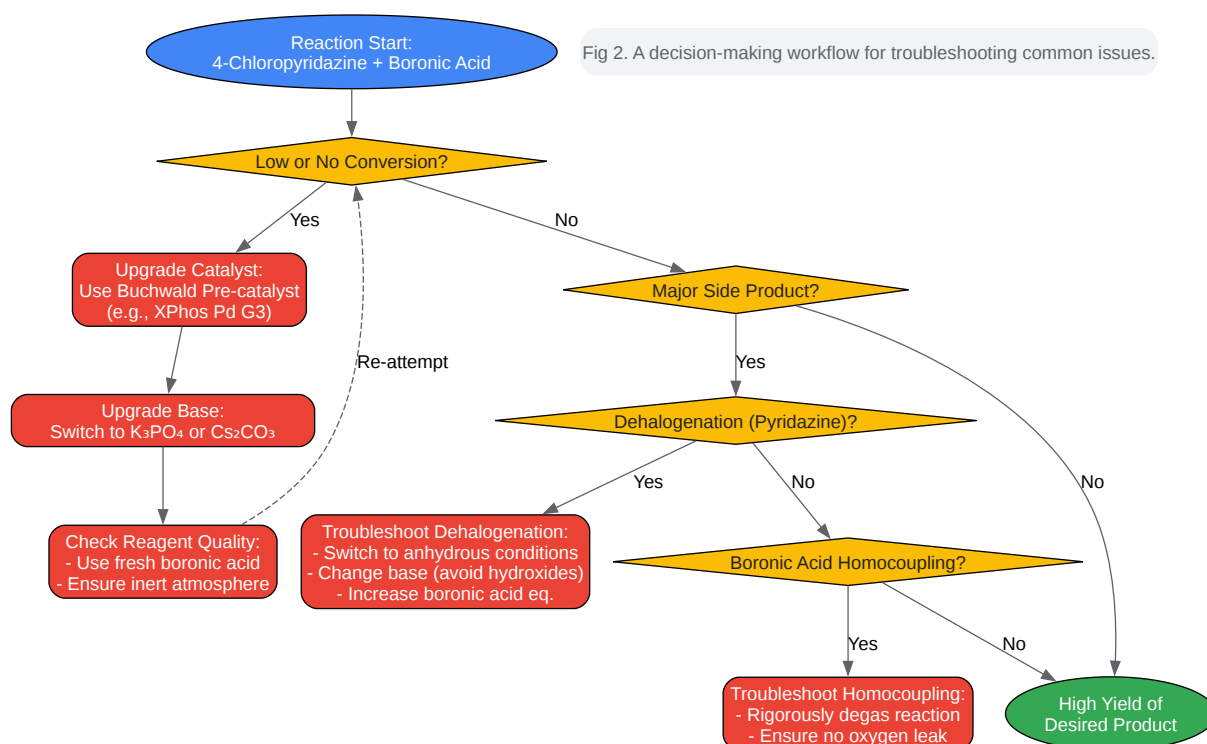 Reaction Start:
4-Chloropyridazine + Boronic Acid
Fig 2. A decision-making workflow for troubleshooting common issues.
Low or No Conversion?
Yes
No
Upgrade Catalyst:
Use Buchwald Pre-catalyst
(e.g., XPhos Pd G3)
Major Side Product?
Re-attempt
Yes
Upgrade Base:
Switch to K₃PO₄ or Cs₂CO₃
Dehalogenation (Pyridazine)?
Yes
No
No
Check Reagent Quality:
- Use fresh boronic acid
- Ensure inert atmosphere
Troubleshoot Dehalogenation:
- Switch to anhydrous conditions
- Change base (avoid hydroxides)
- Increase boronic acid eq.
Boronic Acid Homocoupling?
Yes
No
Troubleshoot Homocoupling:
- Rigorously degas reaction
- Ensure no oxygen leak
High Yield of
Desired Product